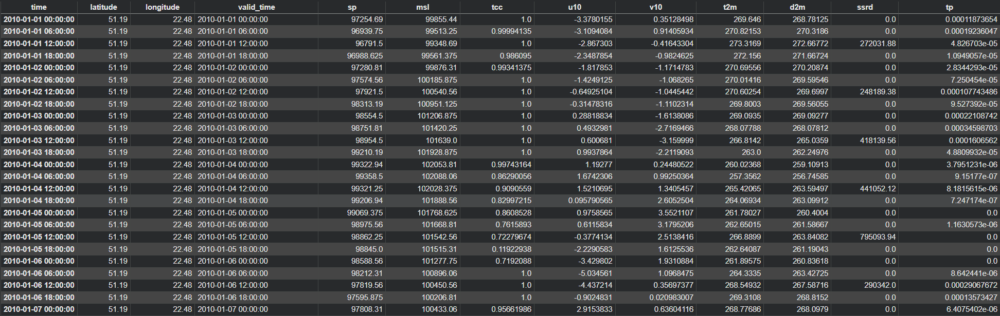 time latitude longitude valid_time sp msl tcc u10 v10 t2m d2m ssrd tp
2010-01-01 00:00:00 51.19 22.48 2010-01-01 00:00:00 97254.69 99855.44 1.0 -3.3780155 0.35128498 269.646 268.78125 0.0 0.00011873654
2010-01-01 06:00:00 51.19 22.48 2010-01-01 06:00:00 96939.75 99513.25 0.99994135 -3.1094084 0.91405934 270.82153 270.3186 0.0 0.00019236047
2010-01-01 12:00:00 51.19 22.48 2010-01-01 12:00:00 96791.5 99348.69 1.0 -2.867303 -0.41643304 273.3169 272.66772 272031.88 4.826703e-05
2010-01-01 18:00:00 51.19 22.48 2010-01-01 18:00:00 96988.625 99561.375 0.986095 -2.3487854 -0.9824625 272.156 271.66724 0.0 1.0949057e-05
2010-01-02 00:00:00 51.19 22.48 2010-01-02 00:00:00 97280.81 99876.31 0.99341375 -1.817853 -1.1714783 270.69556 270.20874 0.0 2.8344293e-05
2010-01-02 06:00:00 51.19 22.48 2010-01-02 06:00:00 97574.56 100185.875 1.0 -1.4249125 -1.068265 270.01416 269.59546 0.0 7.250454e-05
2010-01-02 12:00:00 51.19 22.48 2010-01-02 12:00:00 97921.5 100540.56 1.0 -0.64925104 -1.0445442 270.60254 269.6997 248189.38 0.000107743486
2010-01-02 18:00:00 51.19 22.48 2010-01-02 18:00:00 98313.19 100951.125 1.0 -0.31478316 -1.1102314 269.8003 269.56055 0.0 9.527392e-05
2010-01-03 00:00:00 51.19 22.48 2010-01-03 00:00:00 98554.5 101206.875 1.0 0.28818834 -1.6138086 269.0935 269.09277 0.0 0.00022108742
2010-01-03 06:00:00 51.19 22.48 2010-01-03 06:00:00 98751.81 101420.25 1.0 0.4932981 -2.7169466 268.07788 268.07812 0.0 0.00034598703
2010-01-03 12:00:00 51.19 22.48 2010-01-03 12:00:00 98954.5 101639.0 1.0 0.600681 -3.159999 266.8142 265.0359 418139.56 0.0001606562
2010-01-03 18:00:00 51.19 22.48 2010-01-03 18:00:00 99210.19 101928.875 1.0 0.9937864 -2.2119093 263.0 262.24976 0.0 4.8809932e-05
2010-01-04 00:00:00 51.19 22.48 2010-01-04 00:00:00 99322.94 102053.81 0.99743164 1.19277 0.24480522 260.02368 259.10913 0.0 3.7951231e-06
2010-01-04 06:00:00 51.19 22.48 2010-01-04 06:00:00 99358.5 102088.06 0.86290056 1.6742306 0.99250364 257.3562 256.74585 0.0 9.15177e-07
2010-01-04 12:00:00 51.19 22.48 2010-01-04 12:00:00 99321.25 102028.375 0.9090559 1.5210695 1.3405457 265.42065 263.59497 441052.12 8.1815615e-06
2010-01-04 18:00:00 51.19 22.48 2010-01-04 18:00:00 99206.94 101888.56 0.82997215 0.095790565 2.6052504 264.06934 263.09912 0.0 7.247174e-07
2010-01-05 00:00:00 51.19 22.48 2010-01-05 00:00:00 99069.375 101768.625 0.8608528 0.9758565 3.5521107 261.78027 260.4004 0.0 0.0
2010-01-05 06:00:00 51.19 22.48 2010-01-05 06:00:00 98975.56 101668.81 0.7615893 0.6115834 3.1795206 262.65015 261.58667 0.0 1.1630573e-06
2010-01-05 12:00:00 51.19 22.48 2010-01-05 12:00:00 98862.25 101542.56 0.72279674 -0.3774134 2.5138416 266.8899 263.84082 795093.94 0.0
2010-01-05 18:00:00 51.19 22.48 2010-01-05 18:00:00 98845.0 101515.31 0.11922938 -2.2290583 1.6125536 262.64087 261.19043 0.0 0.0
2010-01-06 00:00:00 51.19 22.48 2010-01-06 00:00:00 98588.56 101277.75 0.7192088 -3.429802 1.9310884 261.89575 260.83618 0.0 0.0
2010-01-06 06:00:00 51.19 22.48 2010-01-06 06:00:00 98212.31 100896.06 1.0 -5.034561 1.0968475 264.3335 263.42725 0.0 8.642441e-06
2010-01-06 12:00:00 51.19 22.48 2010-01-06 12:00:00 97819.56 100450.56 1.0 -4.437214 0.35697377 268.54932 267.58716 290342.0 0.00029067672
2010-01-06 18:00:00 51.19 22.48 2010-01-06 18:00:00 97595.875 100206.81 1.0 -0.9024831 0.020983007 269.3108 268.8152 0.0 0.00013573427
2010-01-07 00:00:00 51.19 22.48 2010-01-07 00:00:00 97808.31 100433.06 0.95661986 2.9153833 0.63604116 268.77686 268.0979 0.0 6.4075402e-06